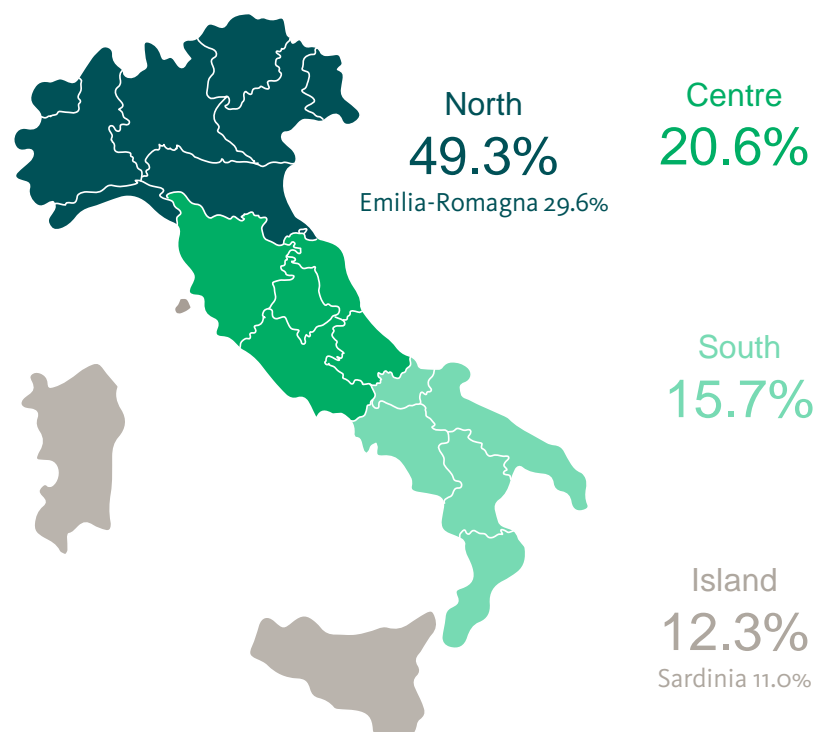 North
49.3%
Emilia-Romagna 29.6%
Centre
20.6%
South
15.7%
Island
12.3%
Sardinia 11.0%